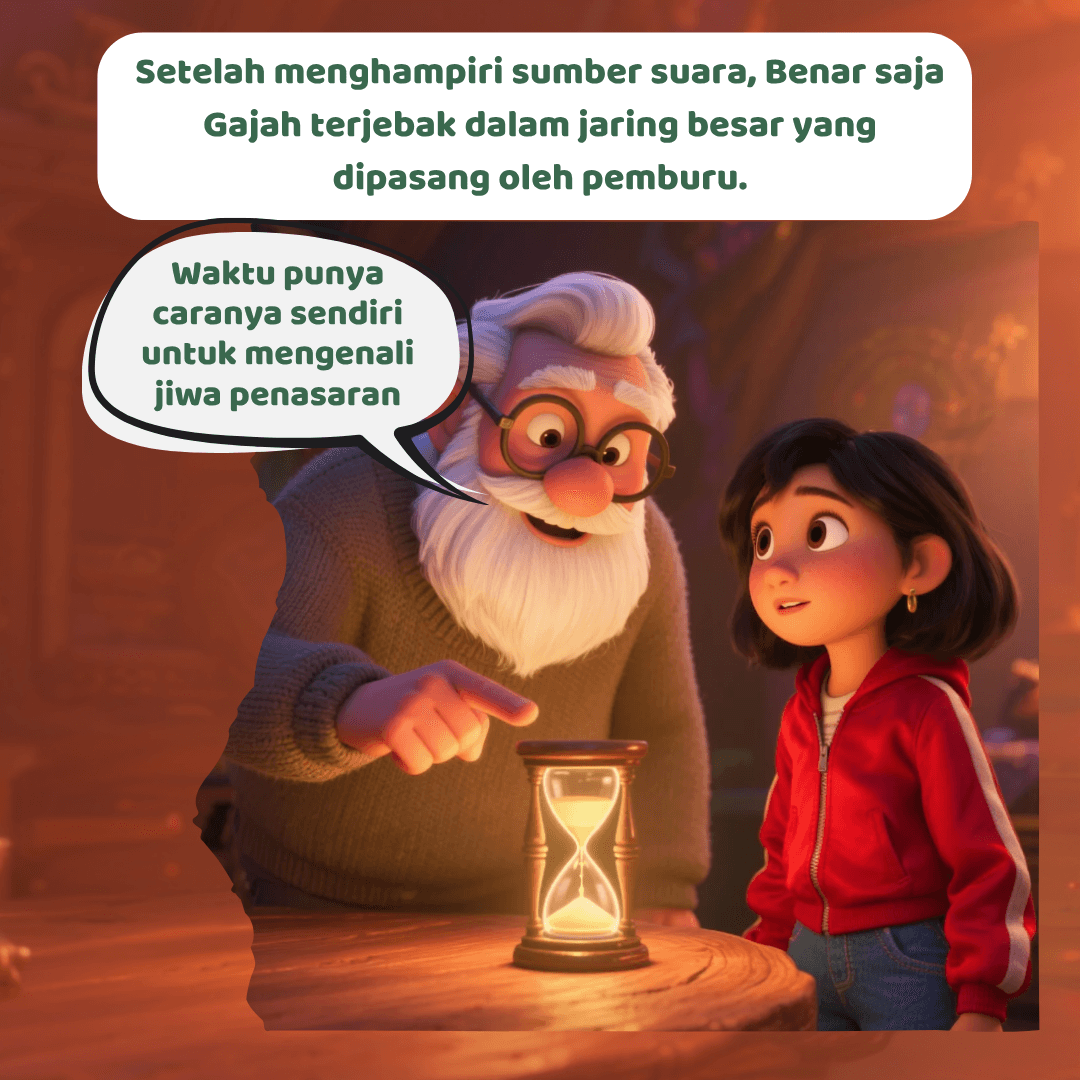 Setelah menghampiri sumber suara, Benar saja
Gajah terjebak dalam jaring besar yang
dipasang oleh pemburu.
Waktu punya
caranya sendiri
untuk mengenali
jiwa penasaran